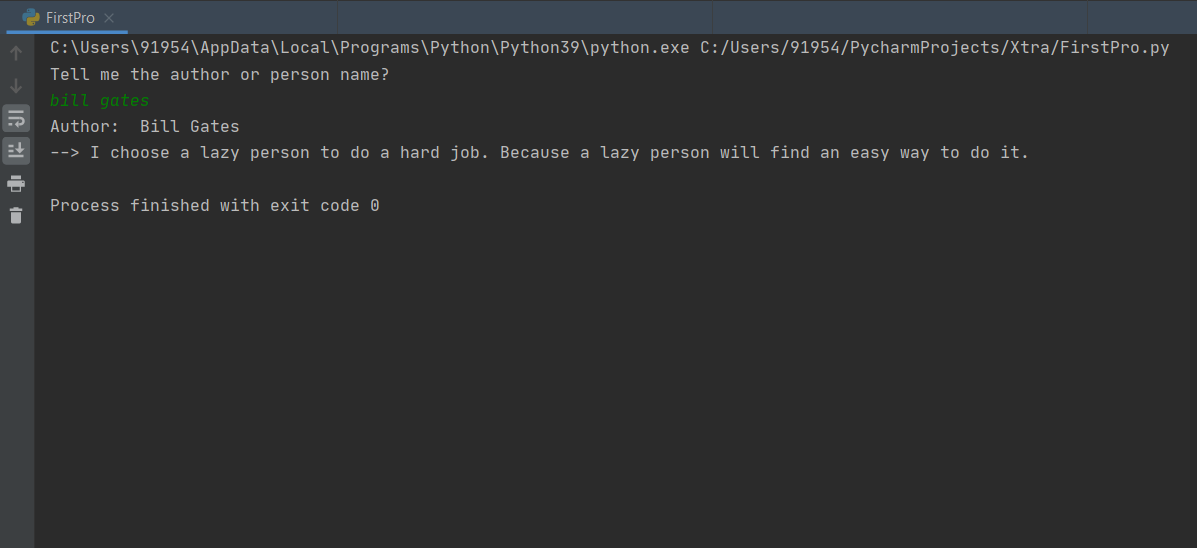 FirstPro
C:\Users\91954\AppData\Local\Programs\Python\Python39\python.exe C:/Users/91954/PycharmProjects/Xtra/FirstPro.py
Tell me the author or person name?
bill gates
Author:  Bill Gates
--> I choose a lazy person to do a hard job. Because a lazy person will find an easy way to do it.
Process finished with exit code 0